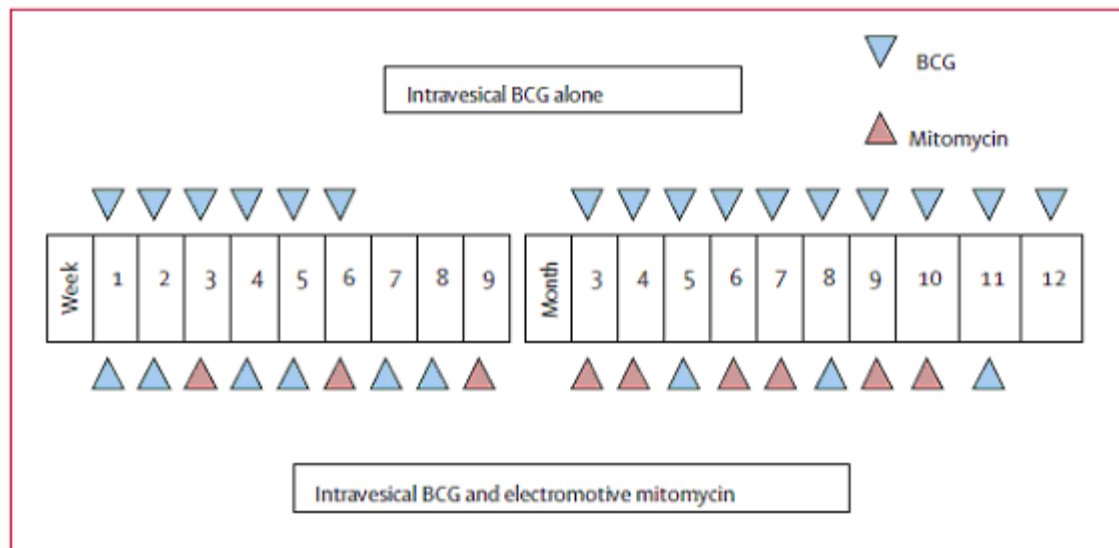 BCG
Intravesical BCG alone
Mitomycin
Week 1 2 3 4 5 6 7 8 9 Month 3 4 5 6 7 8 9 10 11 12
Intravesical BCG and electromotive mitomycin